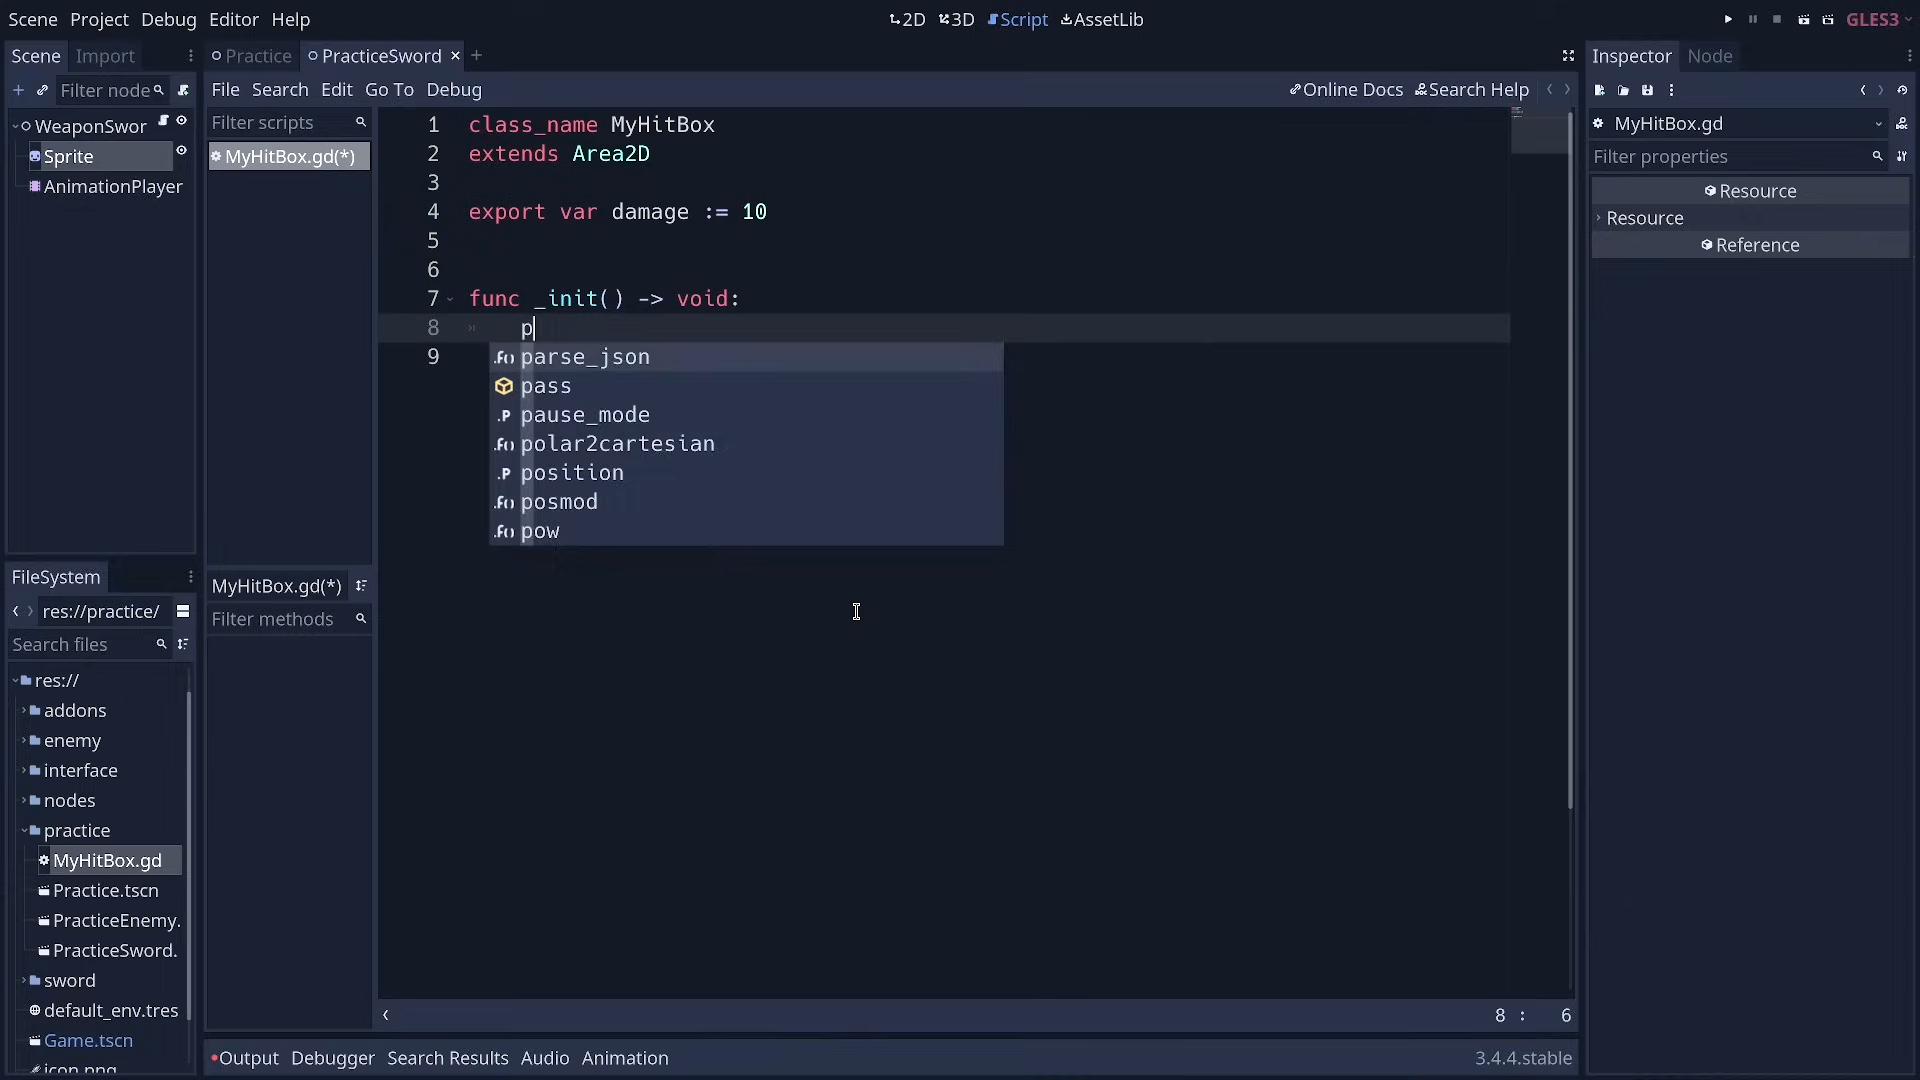 Scene Project Debug Editor Help
2D 3D Script AssetLib
GLES3
Scene Import
Practice PracticeSword
Inspector Node
Filter node
File Search Edit Go To Debug
Online Docs Search Help
WeaponSwor
Sprite
AnimationPlayer
Filter scripts
MyHitBox.gd(*)
1 class_name MyHitBox
2 extends Area2D
3
4 export var damage := 10
5
6
7 func _init() -> void:
8 p
9
parse_json
pass
pause_mode
polar2cartesian
position
posmod
pow
MyHitBox.gd
Filter properties
Resource
Resource
Reference
FileSystem
res://practice/
Search files
res://
addons
enemy
interface
nodes
practice
MyHitBox.gd
Practice.tscn
PracticeEnemy.
PracticeSword.
sword
default_env.tres
Game.tscn
icon.png
MyHitBox.gd(*)
Filter methods
8 : 6
Output Debugger Search Results Audio Animation
3.4.4.stable